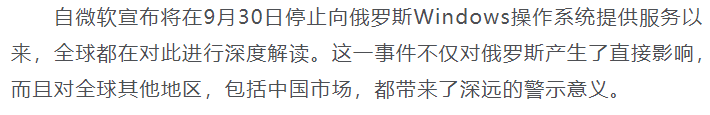 自微软宣布将在9月30日停止向俄罗斯Windows操作系统提供服务以
来，全球都在对此进行深度解读。这一事件不仅对俄罗斯产生了直接影响，
而且对全球其他地区，包括中国市场，都带来了深远的警示意义。